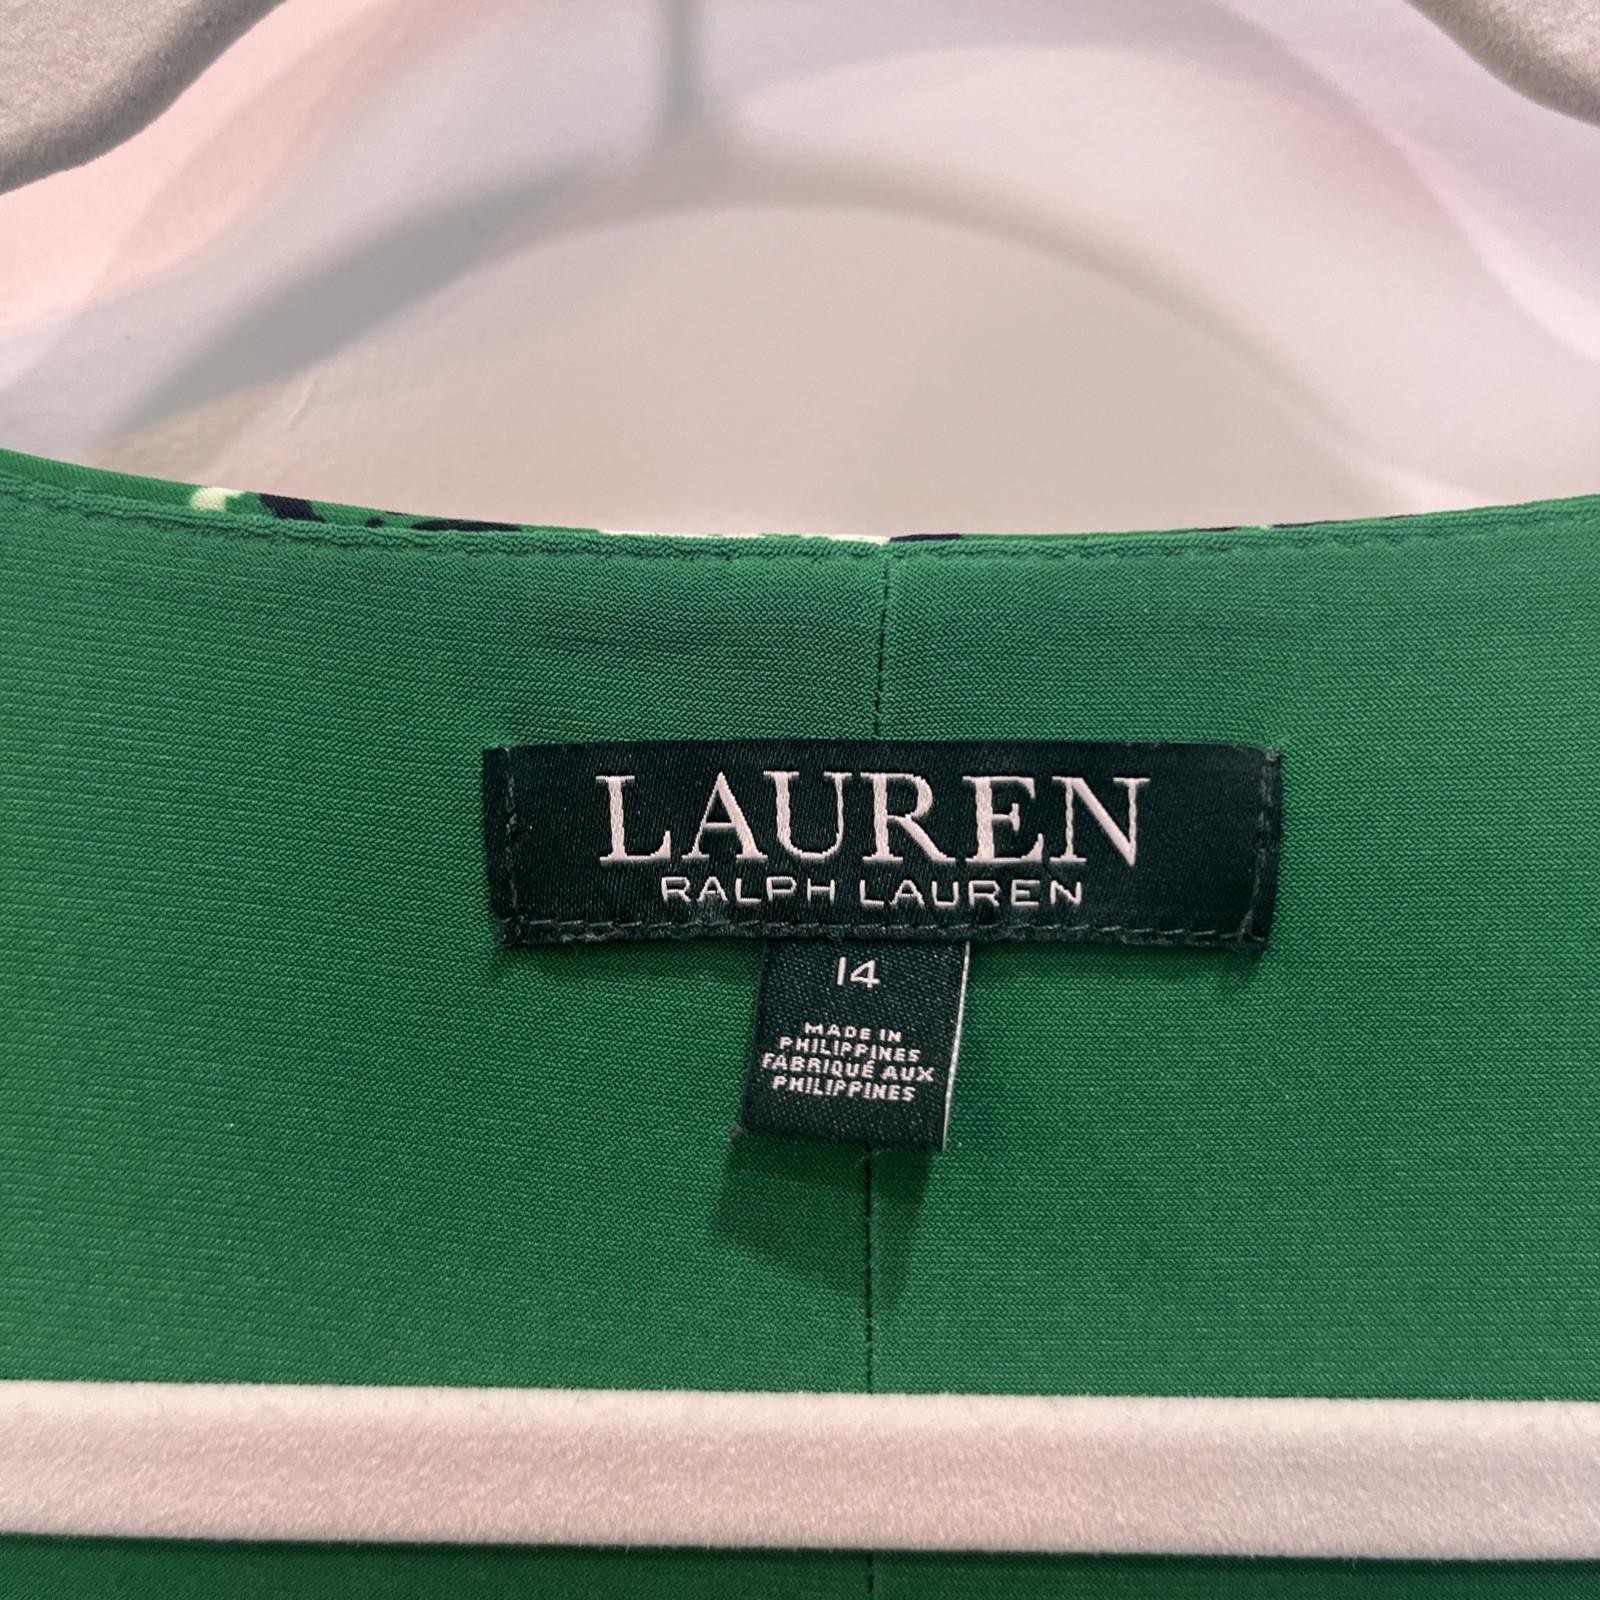 LAUREN
RALPH LAUREN
14
MADE IN
PHILIPPINES
FABRIQUÉ AUX
PHILIPPINES